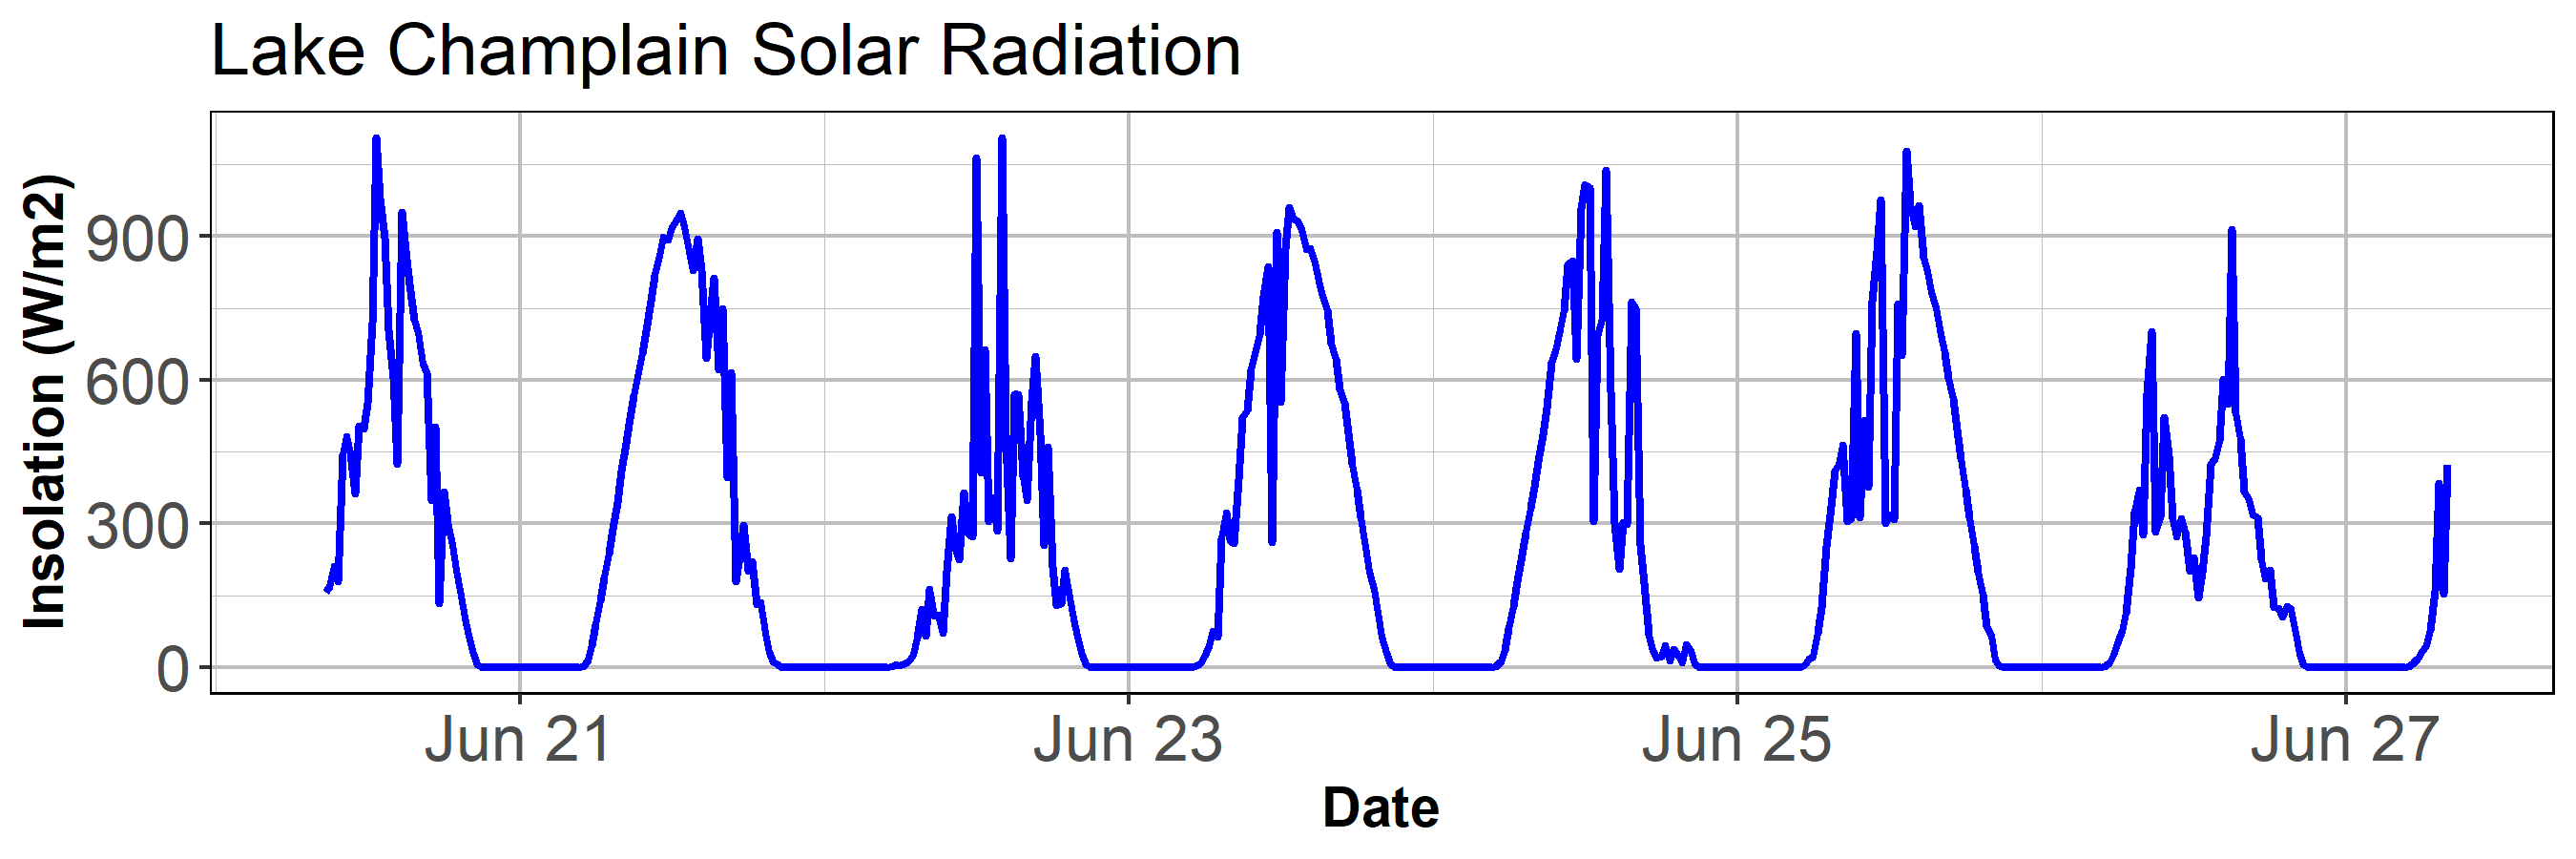 Lake Champlain Solar Radiation
Insolation (W/m2)
900
600
300
0
Jun 21 Jun 23 Jun 25 Jun 27
Date